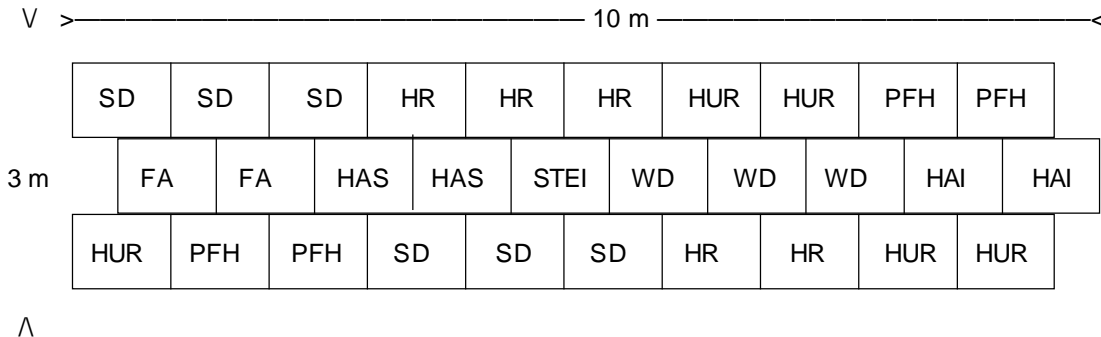 V >————————— 10 m —————————<
SD SD SD HR HR HR HUR HUR PFH PFH
3 m FA FA HAS HAS STEI WD WD WD HAI HAI
HUR PFH PFH SD SD SD HR HR HUR HUR
Λ